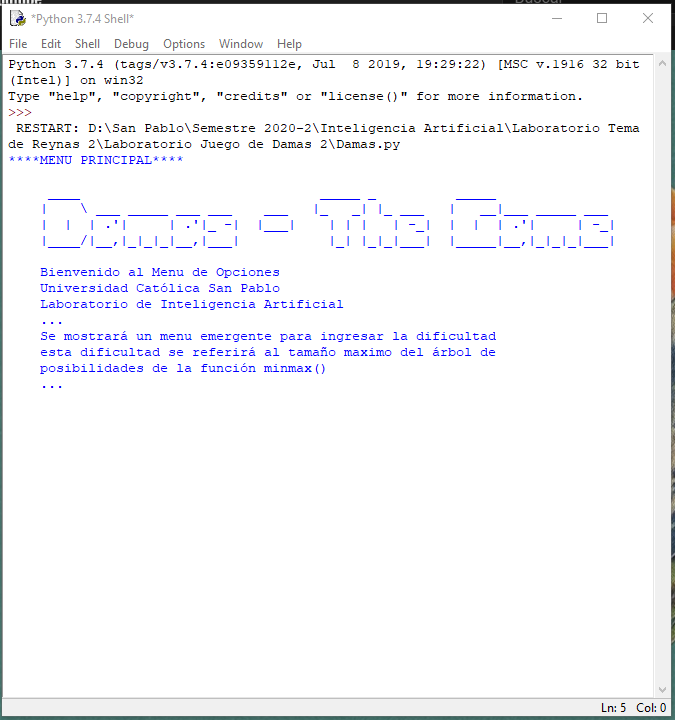 *Python 3.7.4 Shell*
File Edit Shell Debug Options Window Help
Python 3.7.4 (tags/v3.7.4:e09359112e, Jul  8 2019, 19:29:22) [MSC v.1916 32 bit
(Intel)] on win32
Type "help", "copyright", "credits" or "license()" for more information.
>>>
 RESTART: D:\San Pablo\Semestre 2020-2\Inteligencia Artificial\Laboratorio Tema
de Reynas 2\Laboratorio Juego de Damas 2\Damas.py
****MENU PRINCIPAL****
Dama - The Game
Bienvenido al Menu de Opciones
Universidad Católica San Pablo
Laboratorio de Inteligencia Artificial
...
Se mostrará un menu emergente para ingresar la dificultad
esta dificultad se referirá al tamaño maximo del árbol de
posibilidades de la función minmax()
...
Ln: 5 Col: 0